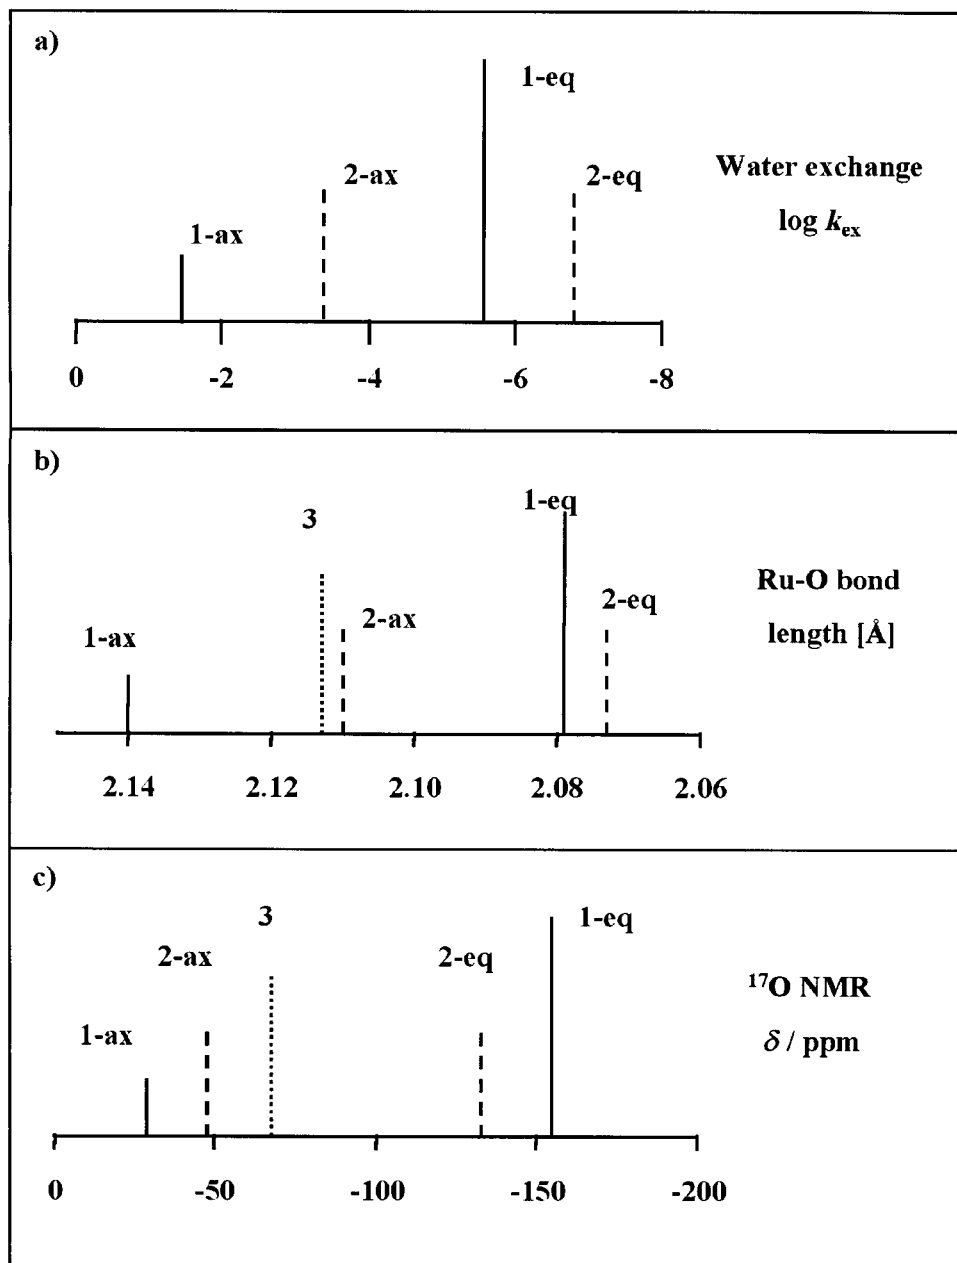 a)
1-eq
2-ax
2-eq
1-ax
Water exchange
log kex
0 -2 -4 -6 -8
b)
3
1-eq
2-ax
2-eq
1-ax
Ru-O bond
length [Å]
2.14 2.12 2.10 2.08 2.06
c)
3
1-eq
2-ax
2-eq
1-ax
17O NMR
δ / ppm
0 -50 -100 -150 -200